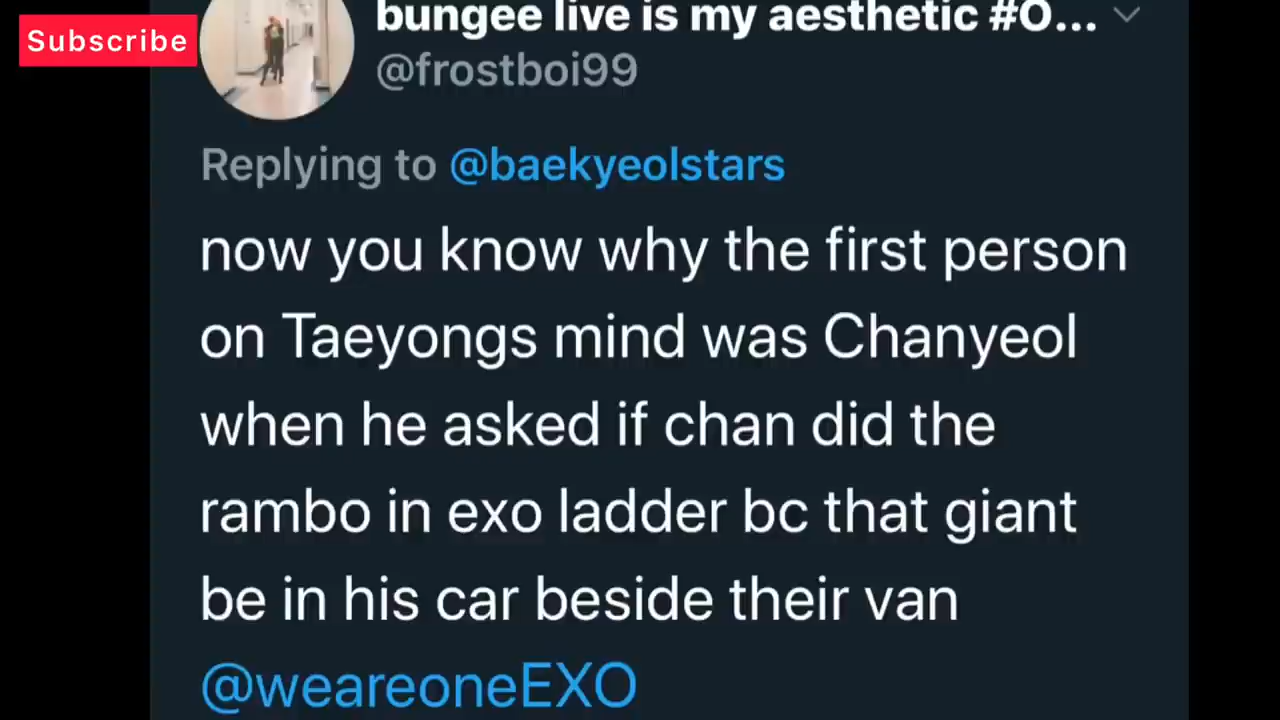 Subscribe
bungee live is my aesthetic #O...
@frostboi99
Replying to @baekyeolstars
now you know why the first person
on Taeyongs mind was Chanyeol
when he asked if chan did the
rambo in exo ladder bc that giant
be in his car beside their van
@weareoneEXO